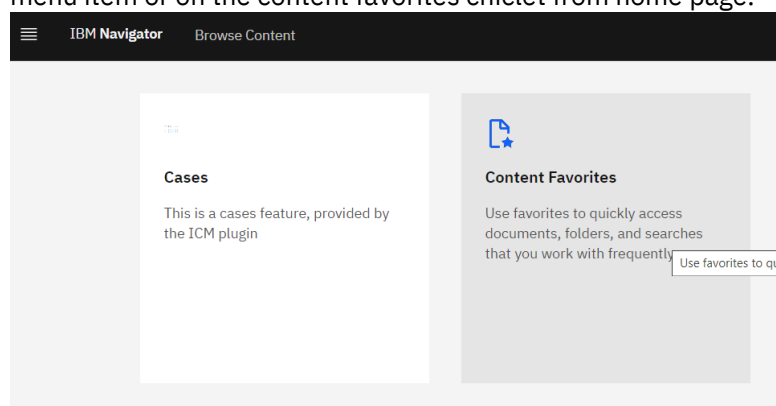 menu item or on the content favorites chiclet from home page.
IBM Navigator Browse Content
Cases
This is a cases feature, provided by
the ICM plugin
Content Favorites
Use favorites to quickly access
documents, folders, and searches
that you work with frequently
Use favorites to qu